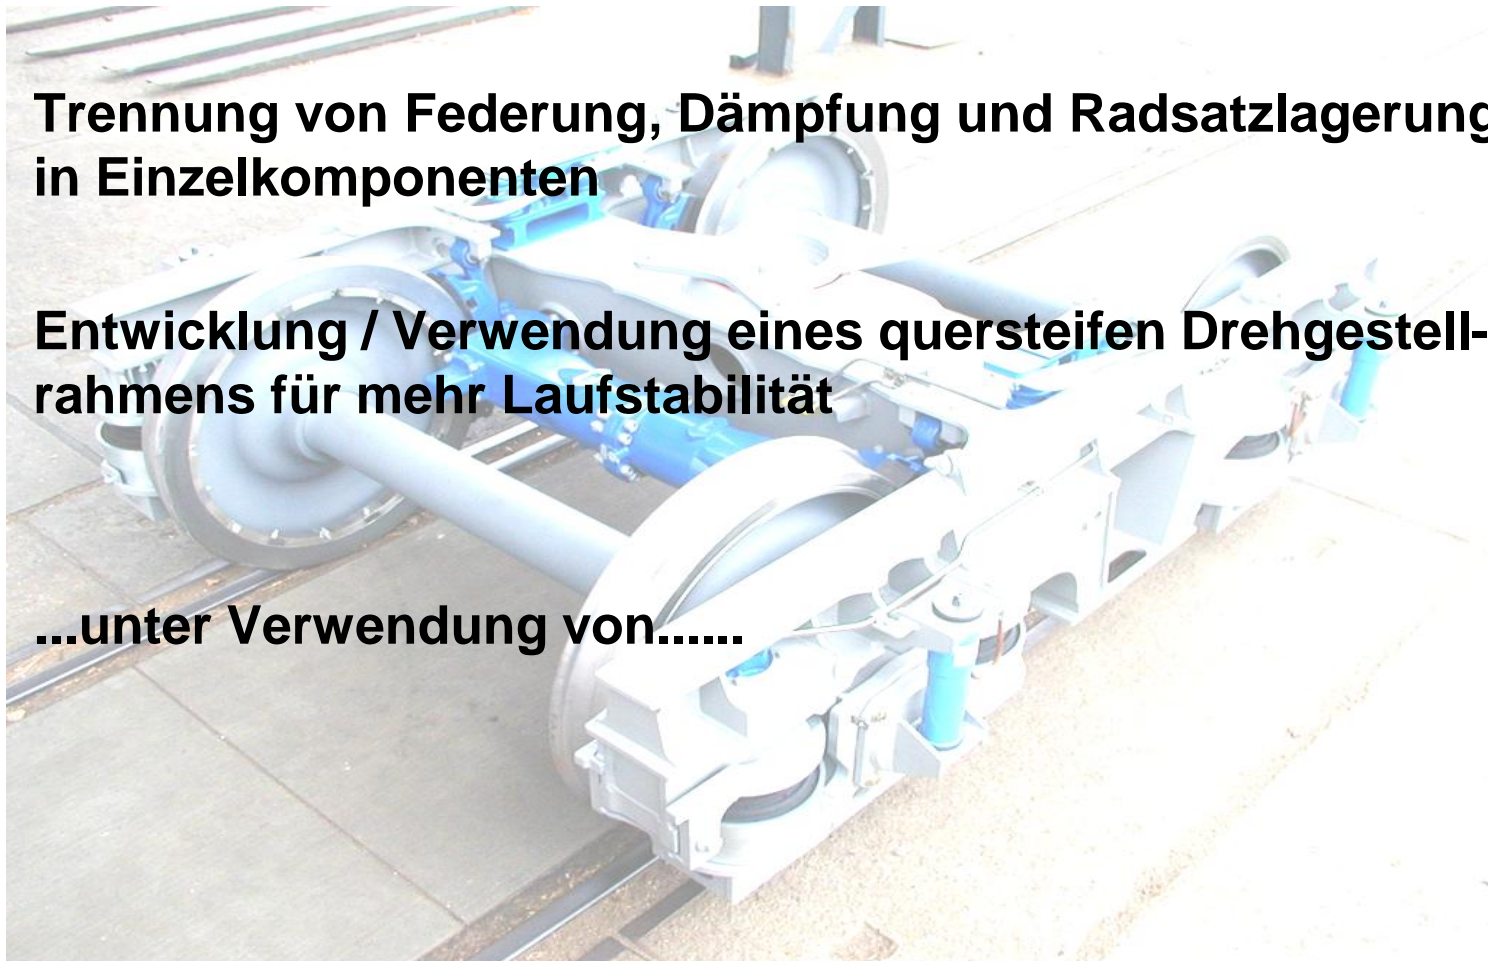 Trennung von Federung, Dämpfung und Radsatzlagerung
in Einzelkomponenten
Entwicklung / Verwendung eines quersteifen Drehgestell-
rahmens für mehr Laufstabilität
...unter Verwendung von......